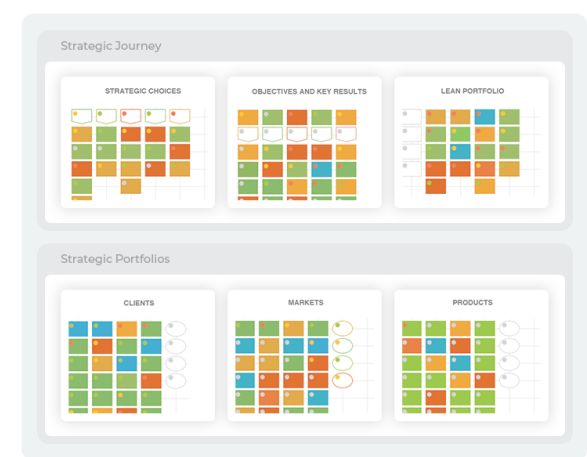 Strategic Journey
STRATEGIC CHOICES
OBJECTIVES AND KEY RESULTS
LEAN PORTFOLIO
Strategic Portfolios
CLIENTS
MARKETS
PRODUCTS